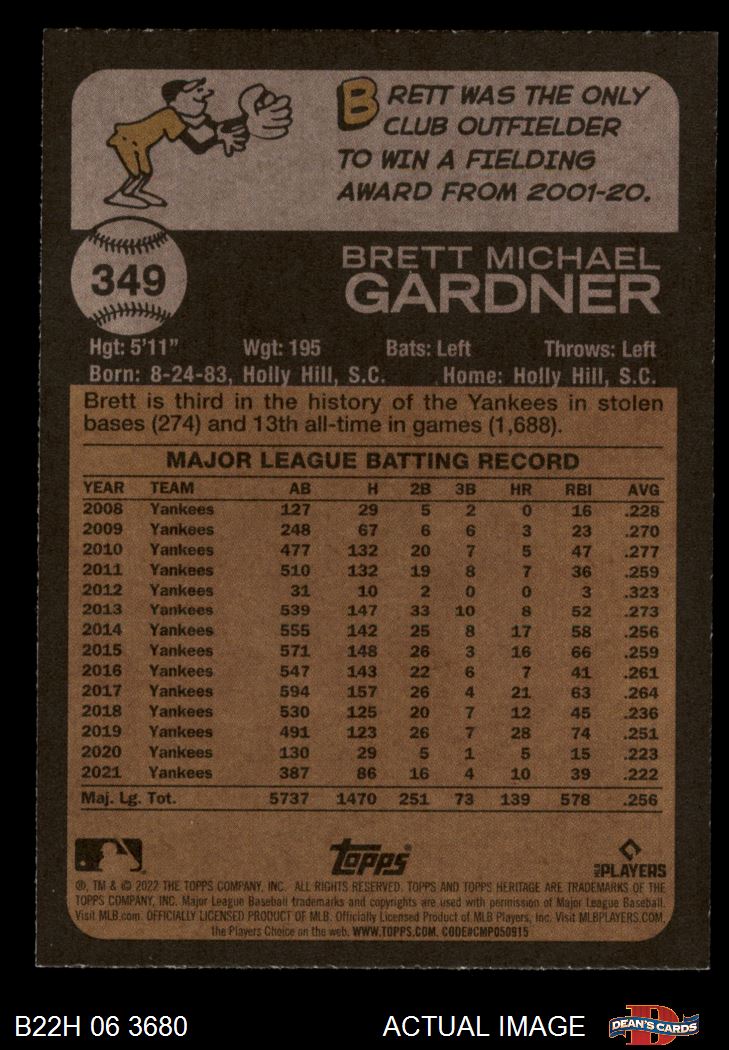 BRETT WAS THE ONLY
CLUB OUTFIELDER
TO WIN A FIELDING
AWARD FROM 2001-20.
349
BRETT MICHAEL
GARDNER
Hgt: 5'11" Wgt: 195 Bats: Left Throws: Left
Born: 8-24-83, Holly Hill, S.C. Home: Holly Hill, S.C.
Brett is third in the history of the Yankees in stolen
bases (274) and 13th all-time in games (1,688).
MAJOR LEAGUE BATTING RECORD
YEAR TEAM AB H 2B 3B HR RBI AVG
2008 Yankees 127 29 5 2 0 16 .228
2009 Yankees 248 67 6 6 3 23 .270
2010 Yankees 477 132 20 7 5 47 .277
2011 Yankees 510 132 19 8 7 36 .259
2012 Yankees 31 10 2 0 0 3 .323
2013 Yankees 539 147 33 10 8 52 .273
2014 Yankees 555 142 25 8 17 58 .256
2015 Yankees 571 148 26 3 16 66 .259
2016 Yankees 547 143 22 6 7 41 .261
2017 Yankees 594 157 26 4 21 63 .264
2018 Yankees 530 125 20 7 12 45 .236
2019 Yankees 491 123 26 7 28 74 .251
2020 Yankees 130 29 5 1 5 15 .223
2021 Yankees 387 86 16 4 10 39 .222
Maj. Lg. Tot. 5737 1470 251 73 139 578 .256
Topps
MLB PLAYERS
®, TM & © 2022 THE TOPPS COMPANY, INC. ALL RIGHTS RESERVED. TOPPS AND TOPPS HERITAGE ARE TRADEMARKS OF THE
TOPPS COMPANY, INC. Major League Baseball trademarks and copyrights are used with permission of Major League Baseball.
Visit MLB.com. OFFICIALLY LICENSED PRODUCT OF MLB. Officially Licensed Product of MLB Players, Inc. Visit MLBPLAYERS.COM,
the Players Choice on the web. WWW.TOPPS.COM. CODE#CMP050915
B22H 06 3680 ACTUAL IMAGE DEAN'S CARDS